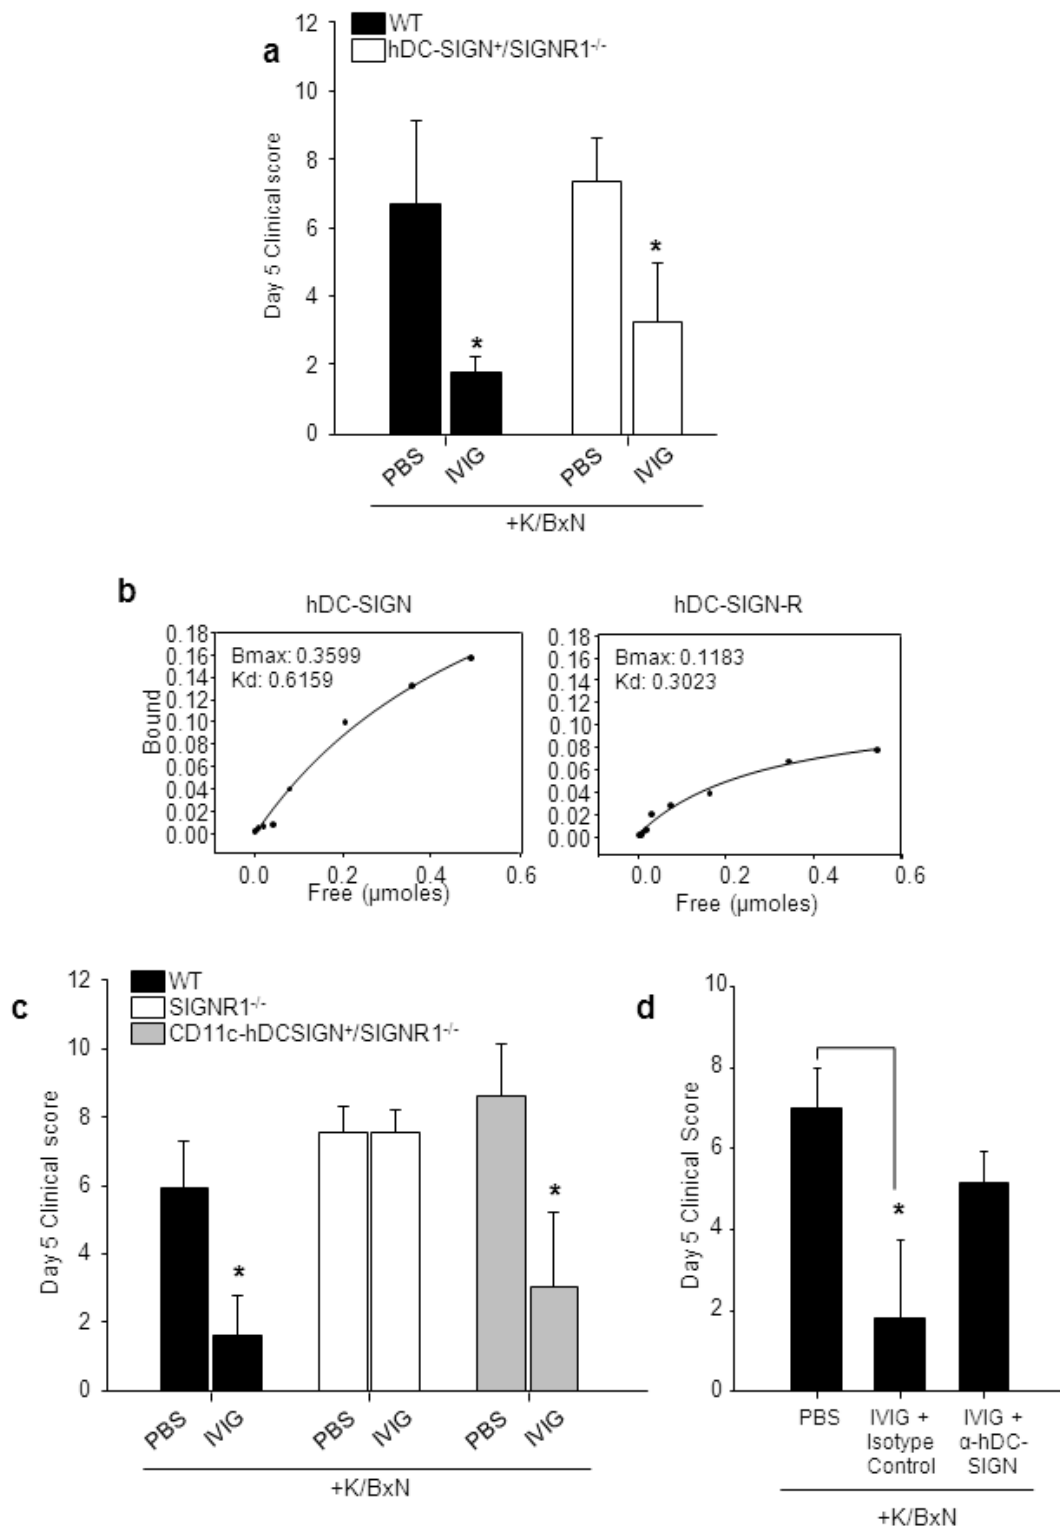 a
WT
hDC-SIGN⁺/SIGNR1⁻/⁻
Day 5 Clinical score
12
10
8
6
4
2
0
PBS
IVIG
PBS
IVIG
*
*
+K/BxN
b
hDC-SIGN
Bound
0.18
0.16
0.14
0.12
0.10
0.08
0.06
0.04
0.02
0.00
Bmax: 0.3599
Kd: 0.6159
0.0 0.2 0.4 0.6
Free (µmoles)
hDC-SIGN-R
0.18
0.16
0.14
0.12
0.10
0.08
0.06
0.04
0.02
0.00
Bmax: 0.1183
Kd: 0.3023
0.0 0.2 0.4 0.6
Free (µmoles)
c
WT
SIGNR1⁻/⁻
CD11c-hDCSIGN⁺/SIGNR1⁻/⁻
Day 5 Clinical score
12
10
8
6
4
2
0
*
*
PBS
IVIG
PBS
IVIG
PBS
IVIG
+K/BxN
d
Day 5 Clinical Score
10
8
6
4
2
0
*
PBS
IVIG +
Isotype
Control
IVIG +
α-hDC-
SIGN
+K/BxN